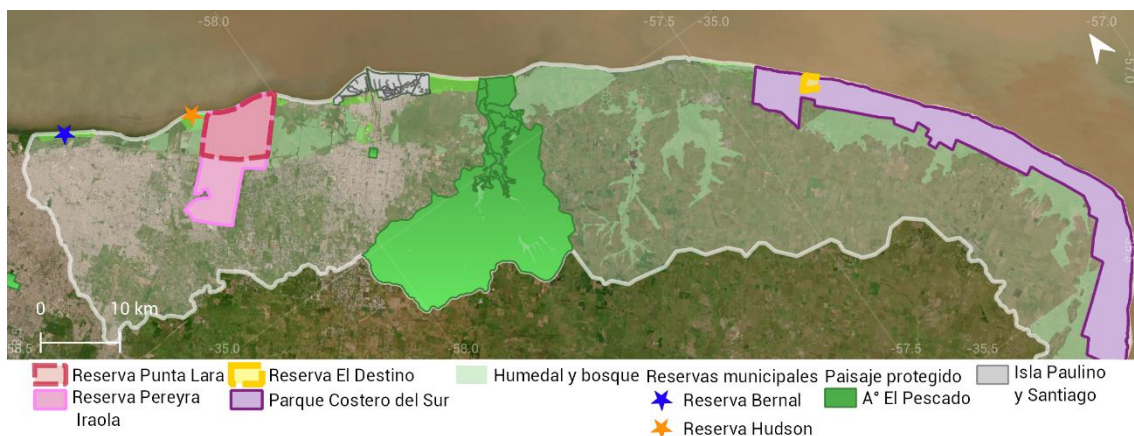 -58.0
-57.5
-35.0
-57.0
-57.0
0
10 km
-35.0
-58.0
-57.5
-35.5
Reserva Punta Lara
Reserva El Destino
Humedal y bosque
Reservas municipales
Paisaje protegido
Isla Paulino
y Santiago
Reserva Pereyra
Iraola
Parque Costero del Sur
Reserva Bernal
A° El Pescado
Reserva Hudson